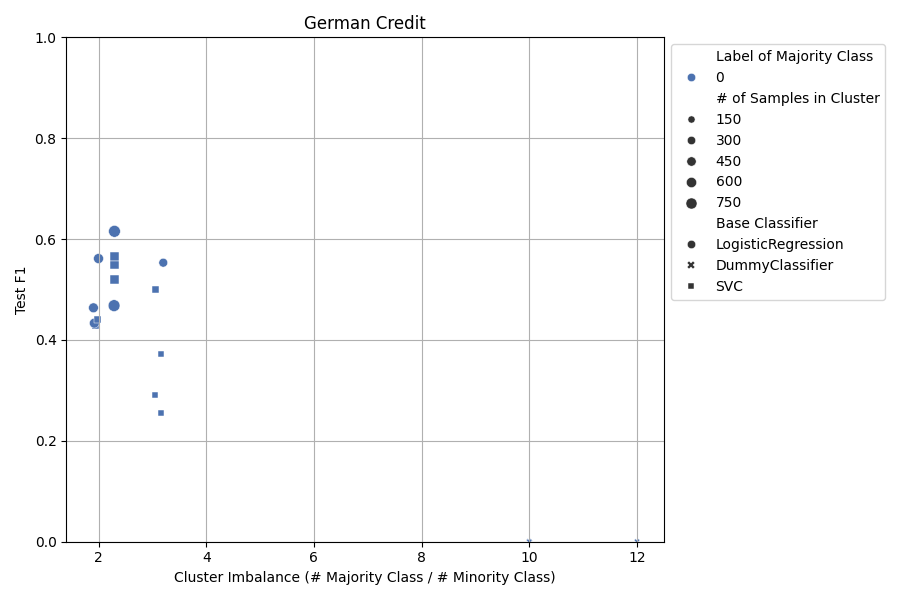 German Credit
Test F1
1.0
0.8
0.6
0.4
0.2
0.0
2
4
6
8
10
12
Cluster Imbalance (# Majority Class / # Minority Class)
Label of Majority Class
0
# of Samples in Cluster
150
300
450
600
750
Base Classifier
LogisticRegression
DummyClassifier
SVC